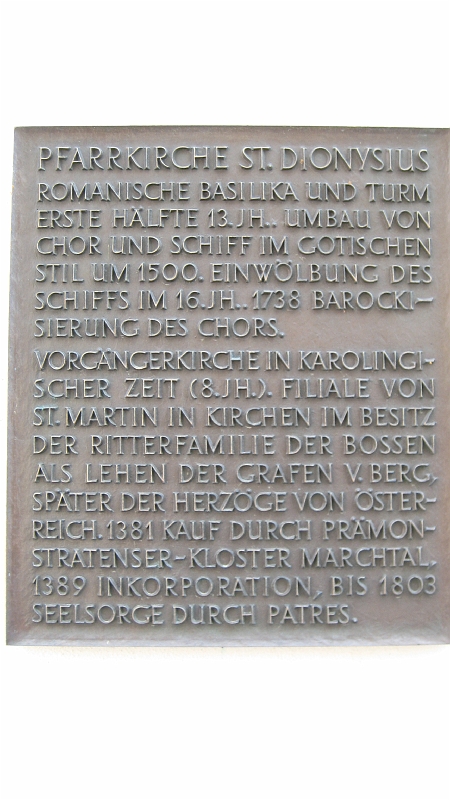 PFARRKIRCHE ST. DIONYSIUS
ROMANISCHE BASILIKA UND TURM
ERSTE HÄLFTE 13.JH.. UMBAU VON
CHOR UND SCHIFF IM GOTISCHEN
STIL UM 1500. EINWÖLBUNG DES
SCHIFFS IM 16.JH.. 1738 BAROCKI-
SIERUNG DES CHORS.
VORGÄNGERKIRCHE IN KAROLINGI-
SCHER ZEIT (8.JH.). FILIALE VON
ST. MARTIN IN KIRCHEN IM BESITZ
DER RITTERFAMILIE DER BOSSEN
ALS LEHEN DER GRAFEN V. BERG,
SPÄTER DER HERZÖGE VON ÖSTER-
REICH. 1381 KAUF DURCH PRÄMON-
STRATENSER-KLOSTER MARCHTAL,
1389 INKORPORATION, BIS 1803
SEELSORGE DURCH PATRES.